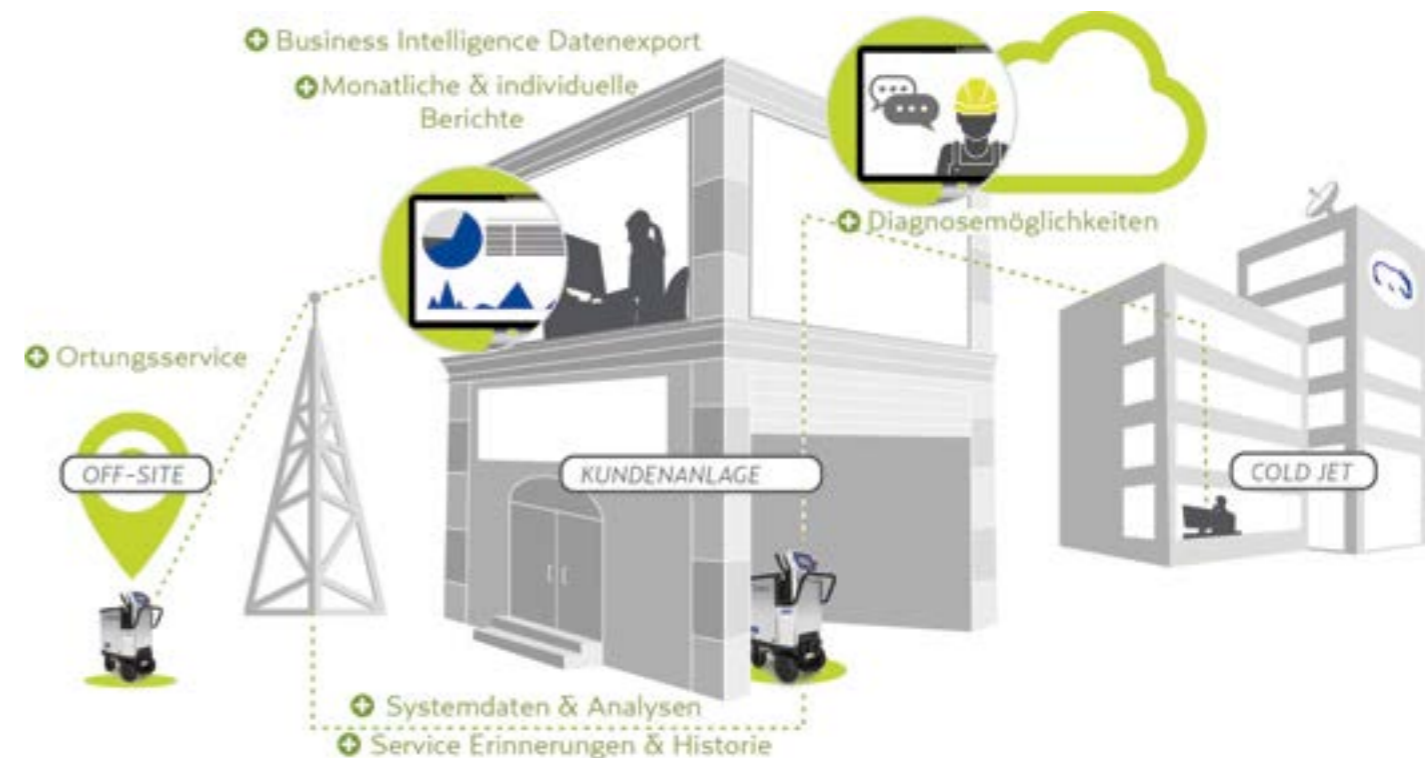 Business Intelligence Datenexport
Monatliche & individuelle
Berichte
Diagnosemöglichkeiten
Ortungsservice
OFF-SITE
KUNDENANLAGE
COLD JET
Systemdaten & Analysen
Service Erinnerungen & Historie